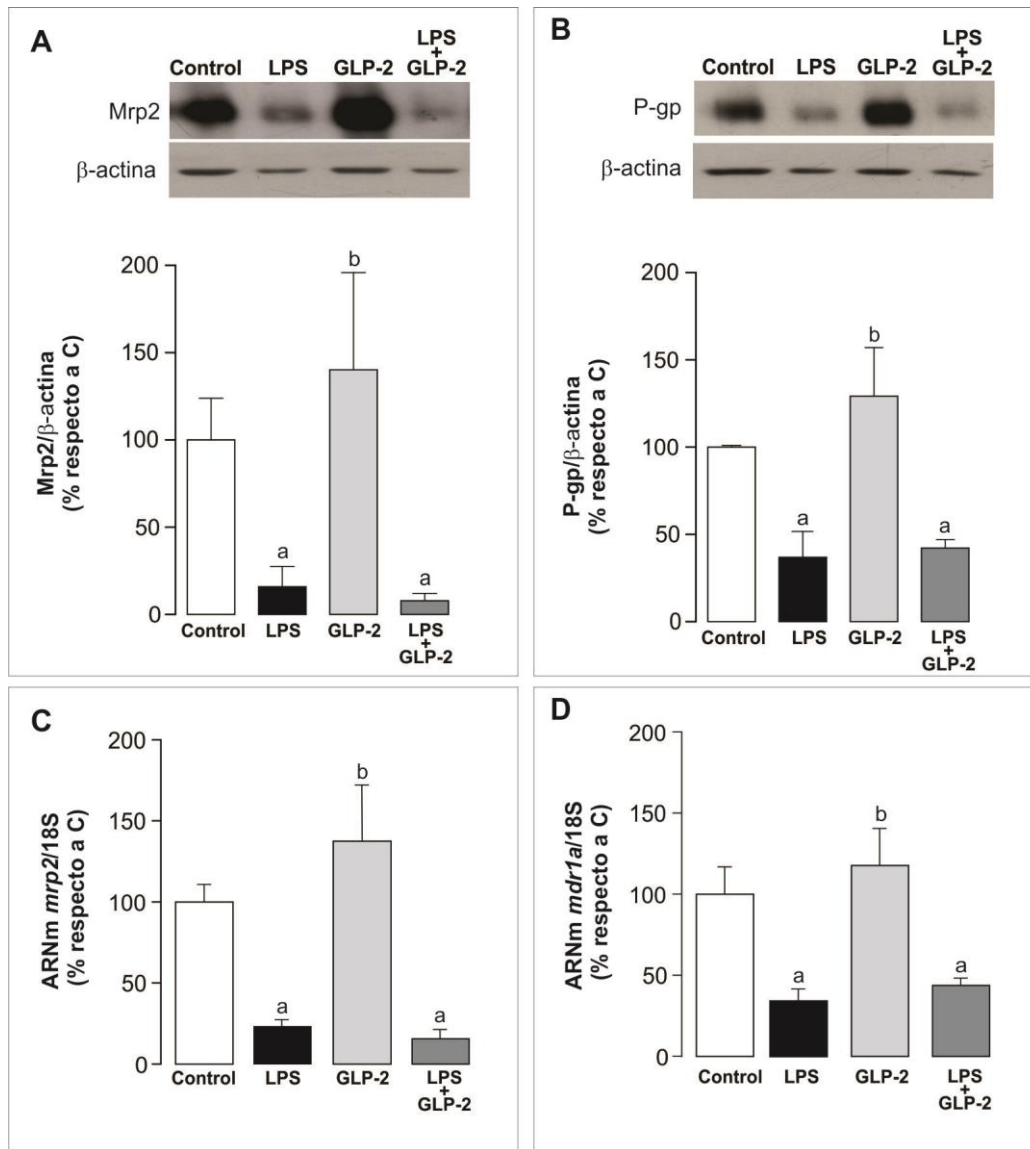 A
Control LPS GLP-2 LPS + GLP-2
Mrp2
β-actina
200
150
100
50
0
Mrp2/β-actina
(% respecto a C)
a
b
a
Control
LPS
GLP-2
LPS
+
GLP-2
B
Control LPS GLP-2 LPS + GLP-2
P-gp
β-actina
200
150
100
50
0
P-gp/β-actina
(% respecto a C)
a
b
a
Control
LPS
GLP-2
LPS
+
GLP-2
C
200
150
100
50
0
ARNm mrp2/18S
(% respecto a C)
a
b
a
Control
LPS
GLP-2
LPS
+
GLP-2
D
200
150
100
50
0
ARNm mdr1a/18S
(% respecto a C)
a
b
a
Control
LPS
GLP-2
LPS
+
GLP-2